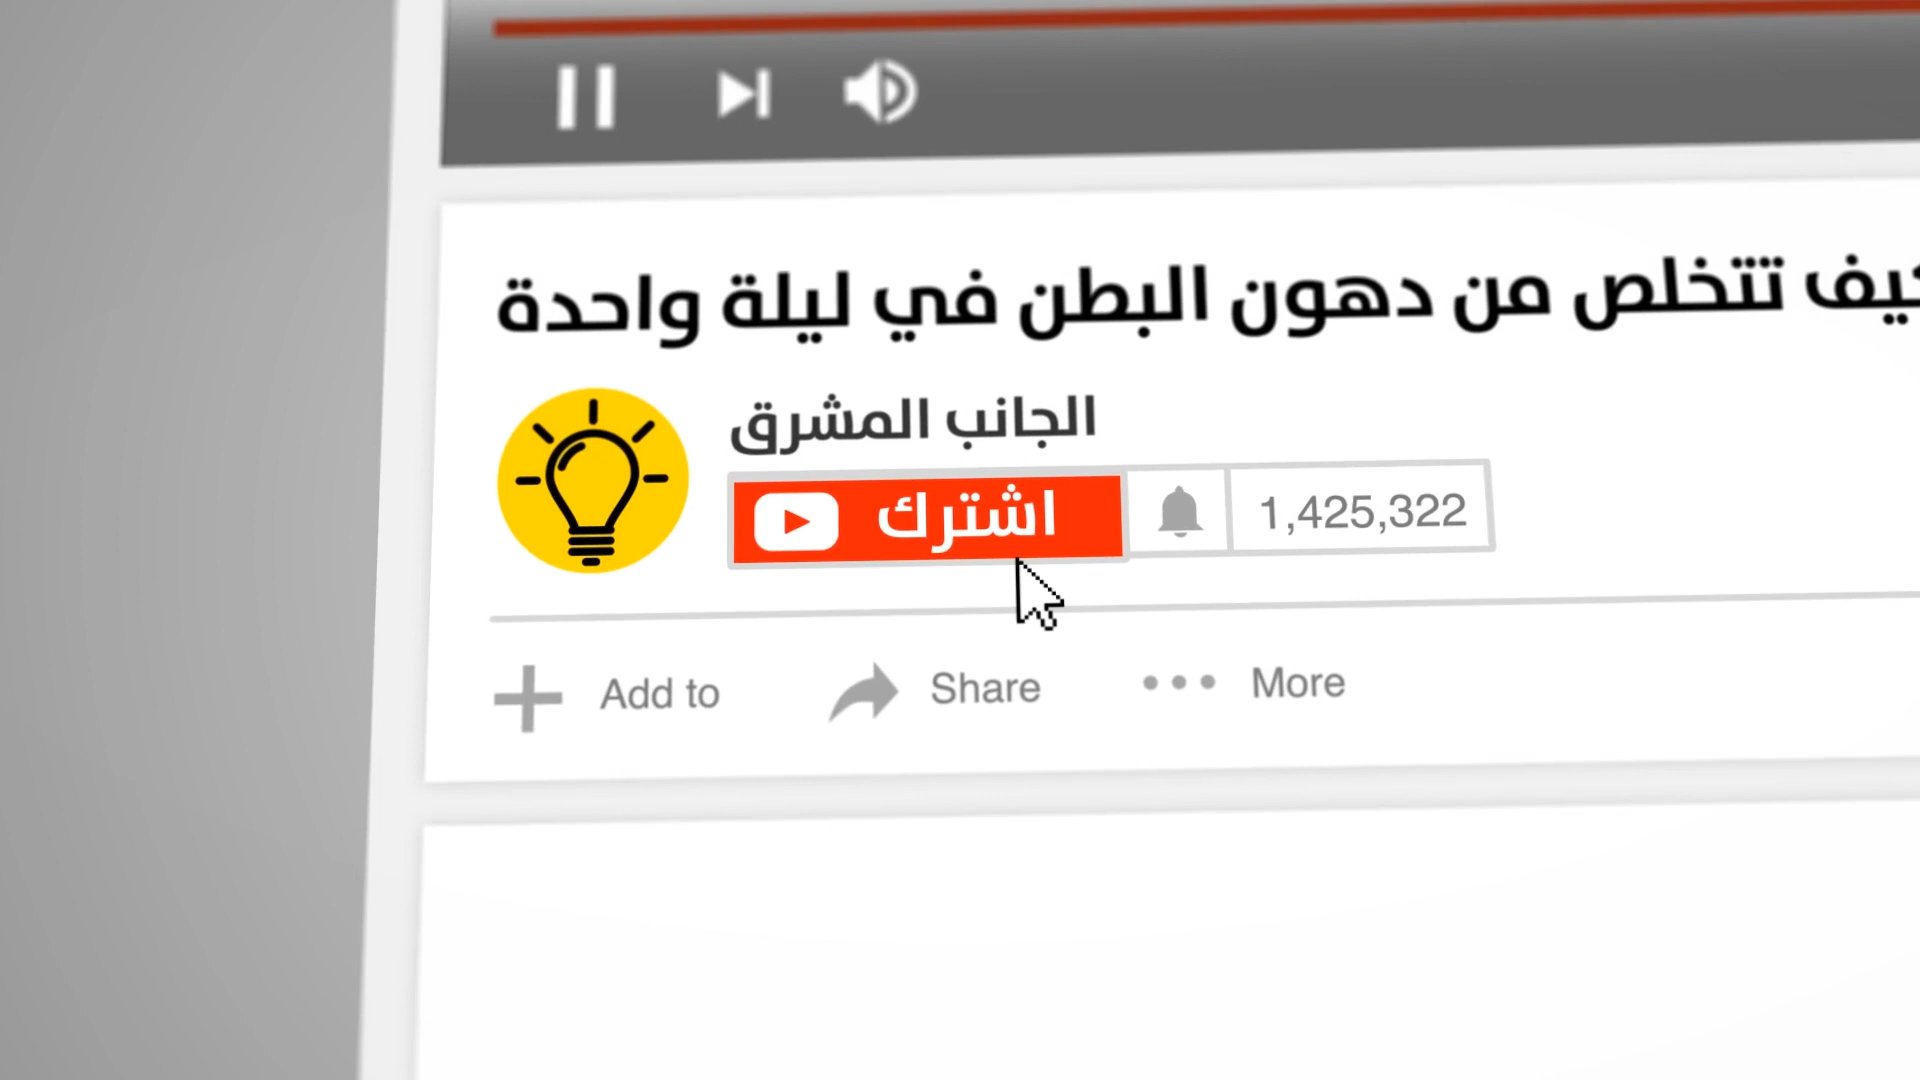 كيف تتخلص من دهون البطن في ليلة واحدة
الجانب المشرق
اشترك
1,425,322
Add to
Share
More